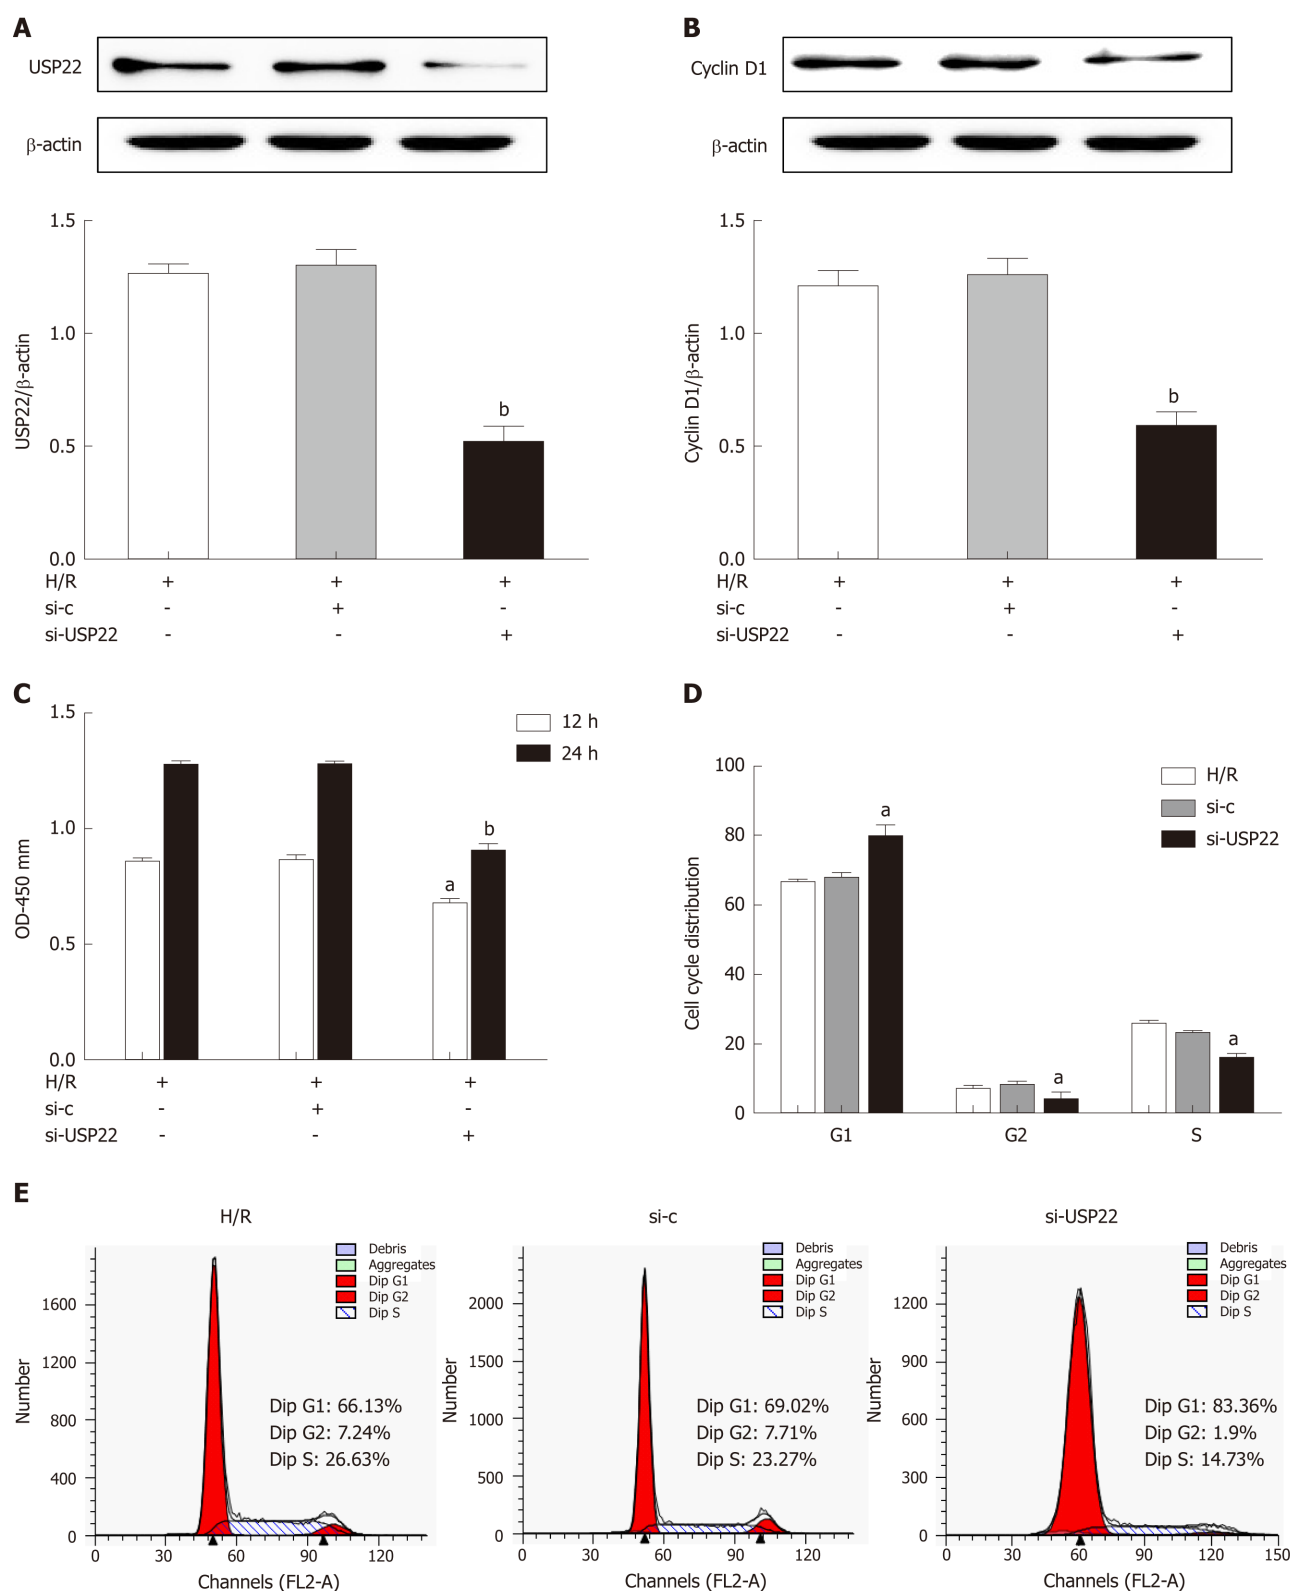 A
USP22
β-actin
1.5
1.0
0.5
0.0
USP22/β-actin
b
H/R + + +
si-c - + -
si-USP22 - - +
B
Cyclin D1
β-actin
1.5
1.0
0.5
0.0
Cyclin D1/β-actin
b
H/R + + +
si-c - + -
si-USP22 - - +
C
1.5
1.0
0.5
0.0
OD-450 mm
12 h
24 h
a
b
H/R + + +
si-c - + -
si-USP22 - - +
D
100
80
60
40
20
0
Cell cycle distribution
H/R
si-c
si-USP22
a
a
a
G1 G2 S
E
H/R
Debris
Aggregates
Dip G1
Dip G2
Dip S
1600
1200
800
400
0
Number
Dip G1: 66.13%
Dip G2: 7.24%
Dip S: 26.63%
0 30 60 90 120
Channels (FL2-A)
si-c
Debris
Aggregates
Dip G1
Dip G2
Dip S
2000
1500
1000
500
0
Number
Dip G1: 69.02%
Dip G2: 7.71%
Dip S: 23.27%
0 30 60 90 120
Channels (FL2-A)
si-USP22
Debris
Aggregates
Dip G1
Dip G2
Dip S
1200
900
600
300
0
Number
Dip G1: 83.36%
Dip G2: 1.9%
Dip S: 14.73%
0 30 60 90 120 150
Channels (FL2-A)